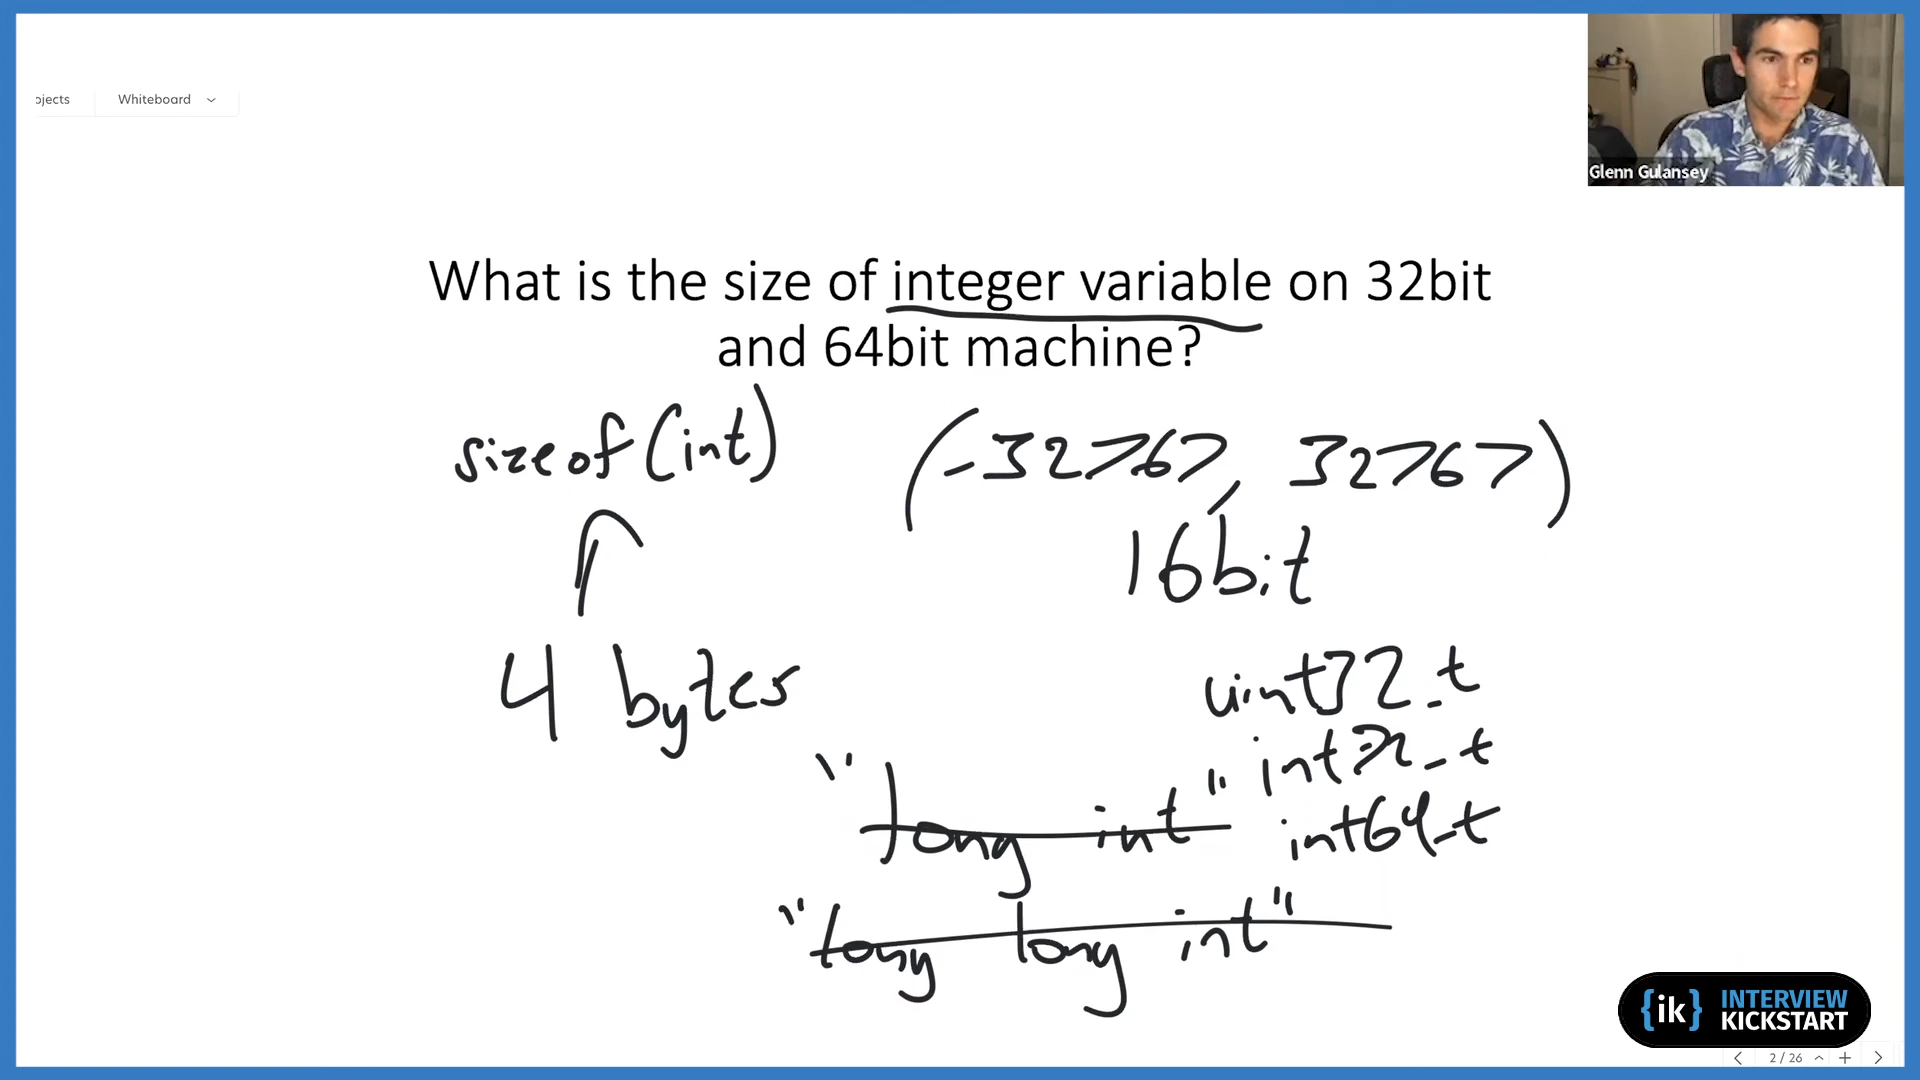 ojects Whiteboard
Glenn Gulansey
What is the size of integer variable on 32bit
and 64bit machine?
sizeof(int) (-32767, 32767)
16bit
4 bytes
uint32_t
int32_t
"long int"
int64_t
"long long int"
{ik} INTERVIEW
KICKSTART
2 / 26